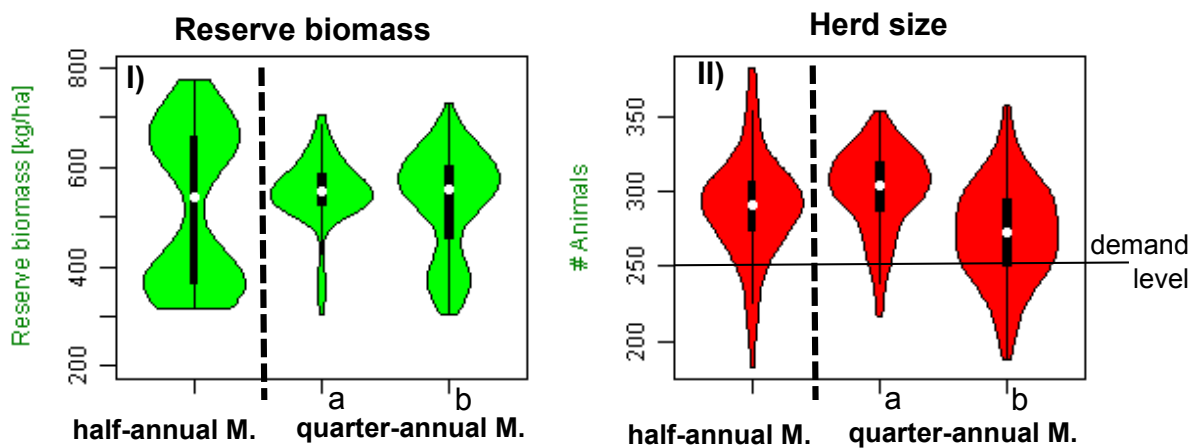 Reserve biomass
I)
Reserve biomass [kg/ha]
800
600
400
200
a
b
half-annual M.
quarter-annual M.
Herd size
II)
# Animals
350
300
250
200
demand
level
a
b
half-annual M.
quarter-annual M.